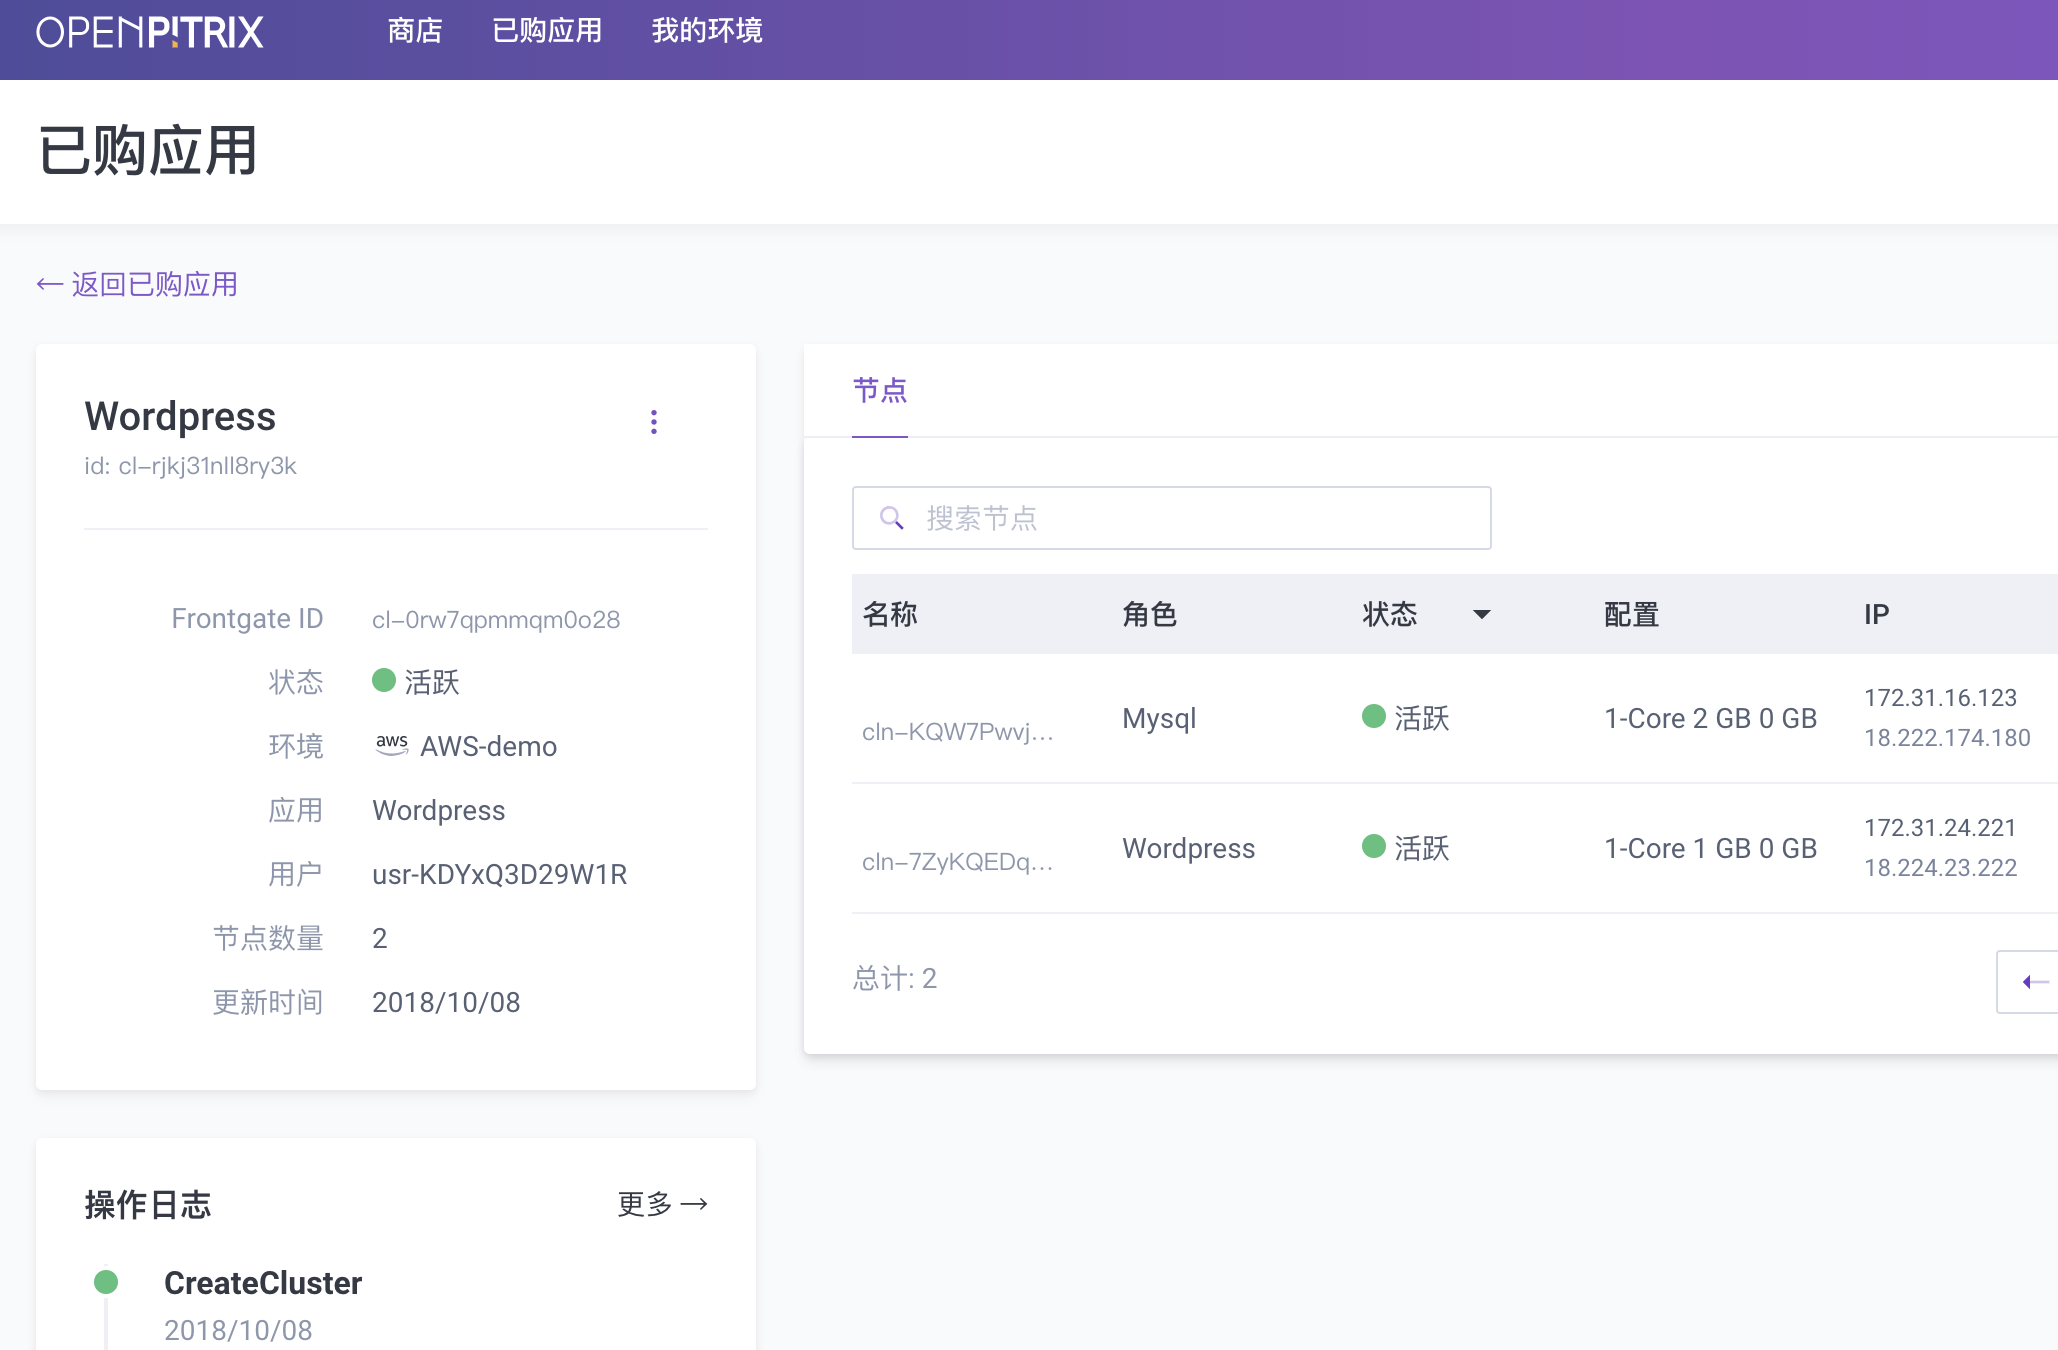 OPENPITRIX
商店 已购应用 我的环境
已购应用
← 返回已购应用
Wordpress
id: cl-rjkj31nll8ry3k
Frontgate ID cl-0rw7qpmmqm0o28
状态 活跃
环境 aws AWS-demo
应用 Wordpress
用户 usr-KDYxQ3D29W1R
节点数量 2
更新时间 2018/10/08
操作日志 更多 →
CreateCluster
2018/10/08
节点
搜索节点
名称 角色 状态 配置 IP
cln-KQW7Pwvj... Mysql 活跃 1-Core 2 GB 0 GB 172.31.16.123
18.222.174.180
cln-7ZyKQEDq... Wordpress 活跃 1-Core 1 GB 0 GB 172.31.24.221
18.224.23.222
总计: 2